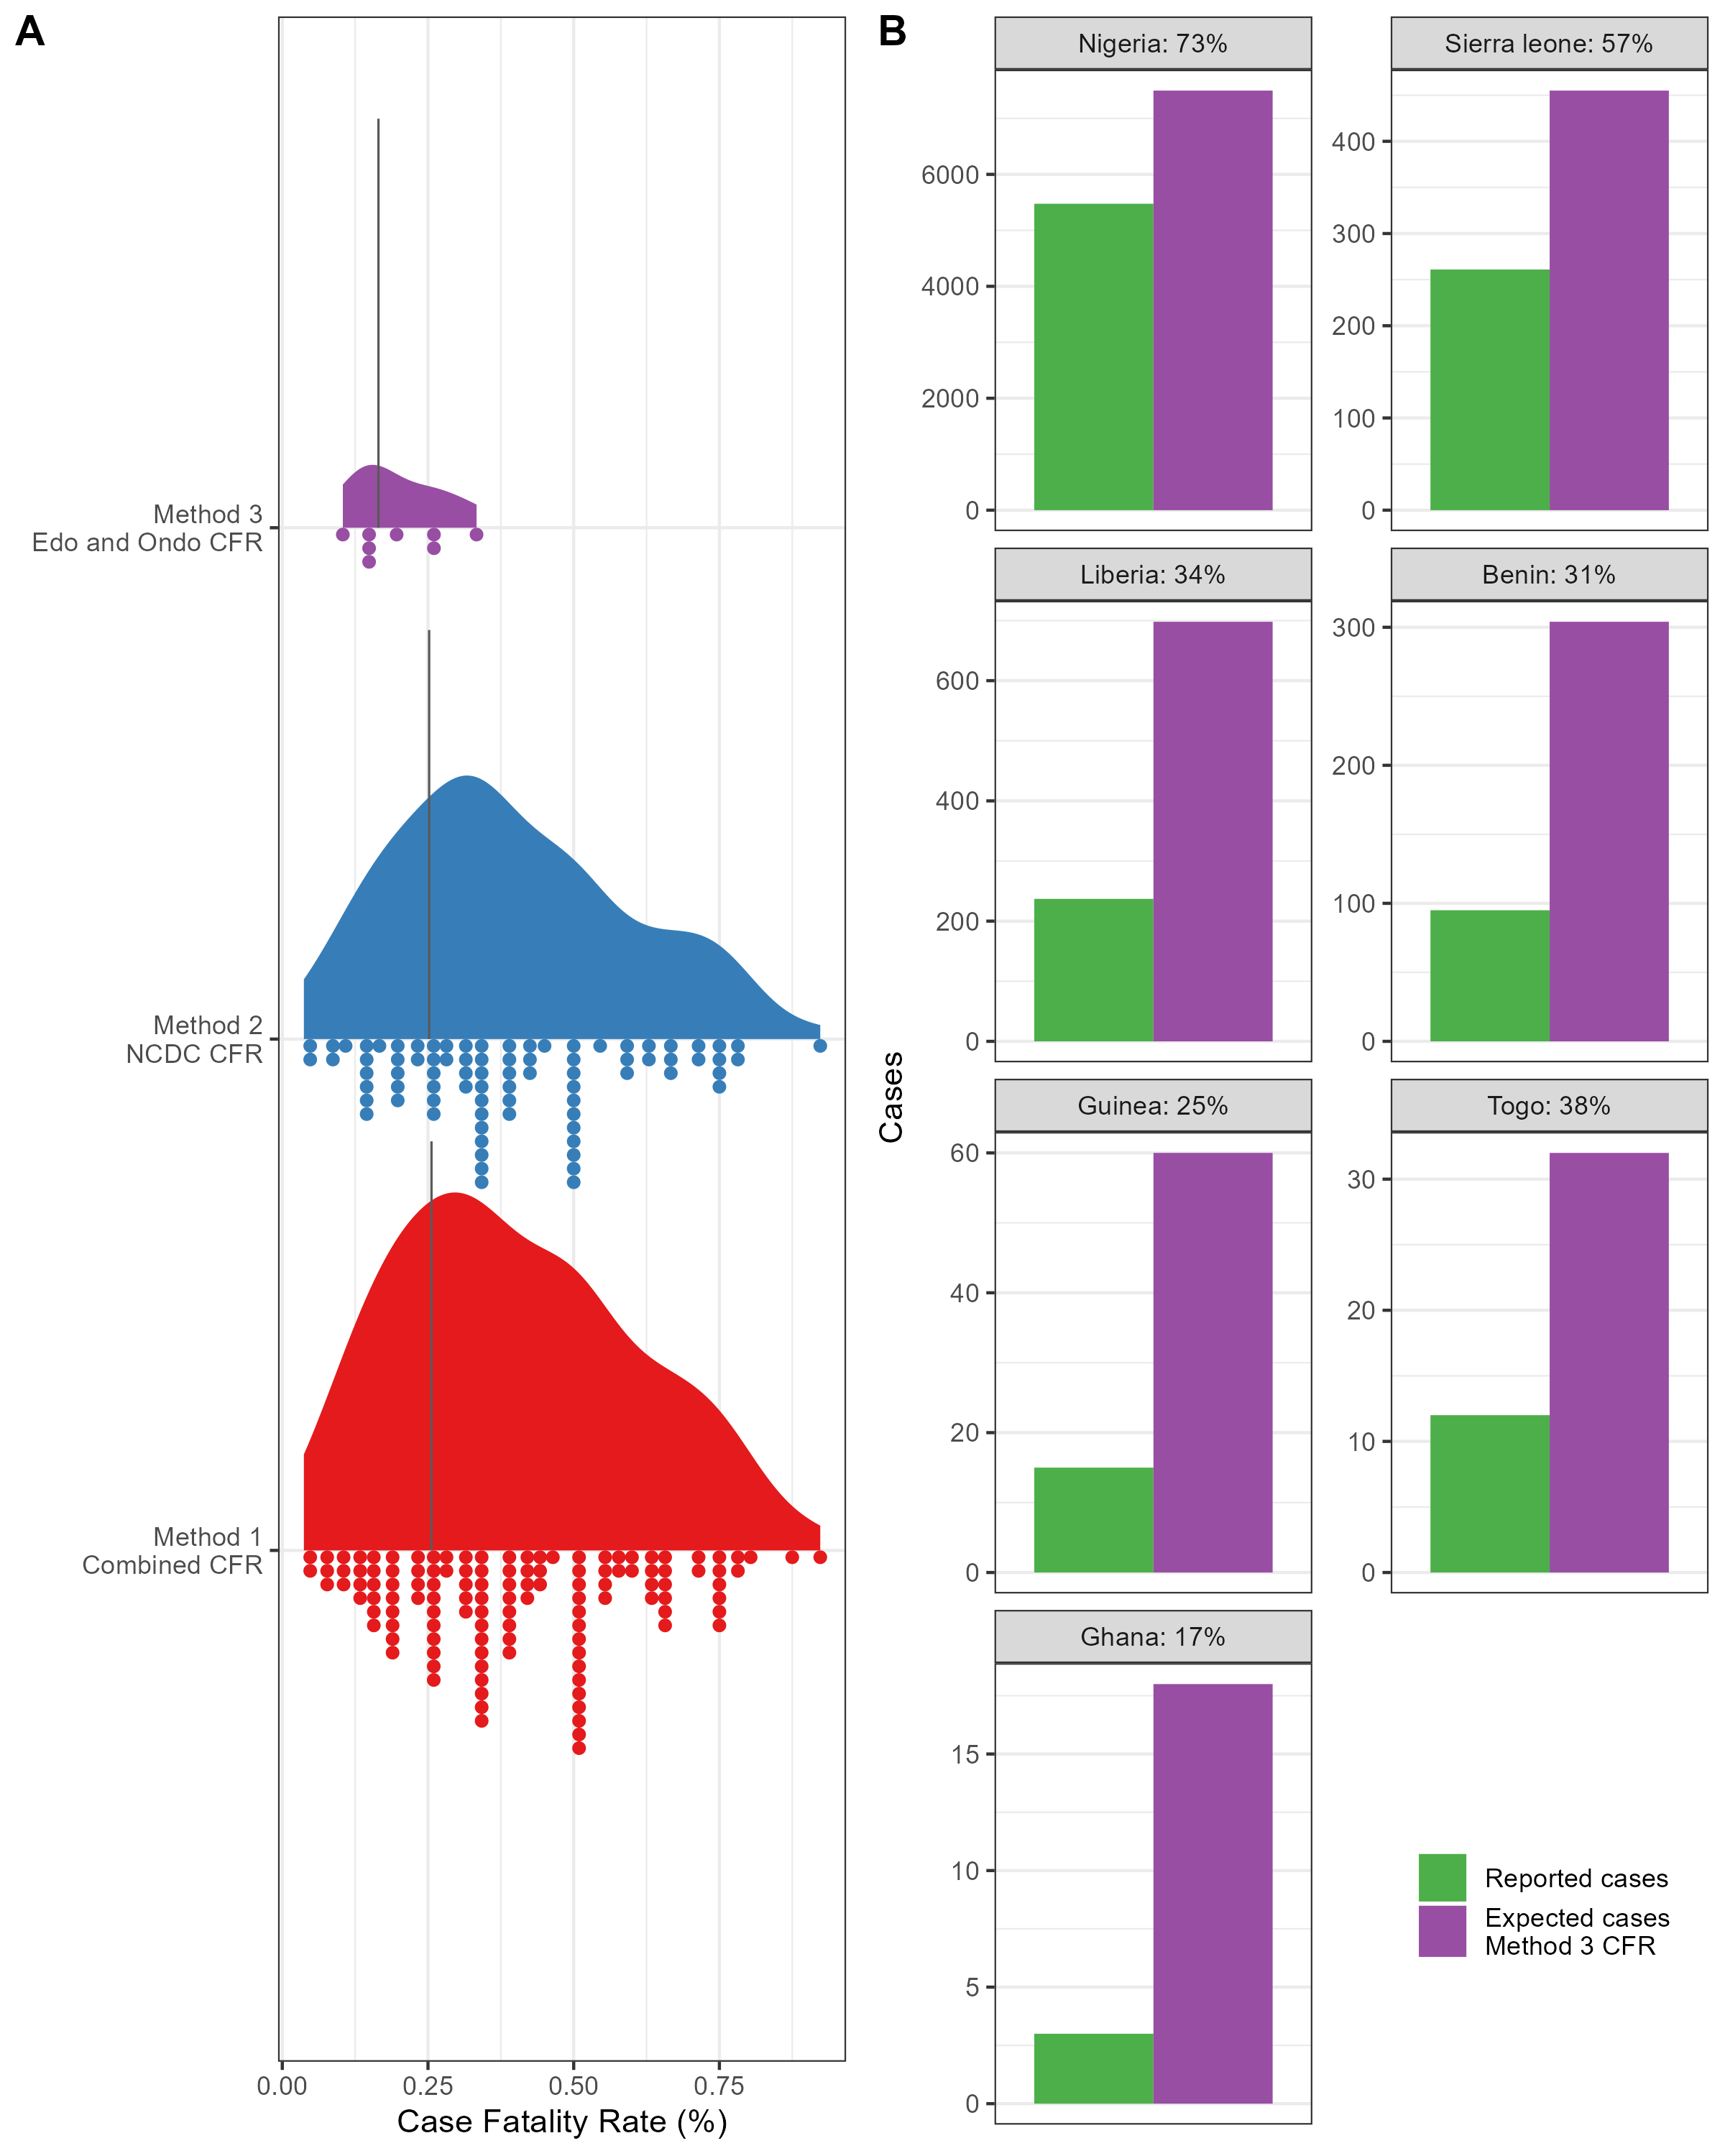 A
Method 3
Edo and Ondo CFR
Method 2
NCDC CFR
Method 1
Combined CFR
0.00 0.25 0.50 0.75
Case Fatality Rate (%)
B
Cases
Nigeria: 73%
6000
4000
2000
0
Sierra leone: 57%
400
300
200
100
0
Liberia: 34%
600
400
200
0
Benin: 31%
300
200
100
0
Guinea: 25%
60
40
20
0
Togo: 38%
30
20
10
0
Ghana: 17%
15
10
5
0
Reported cases
Expected cases
Method 3 CFR